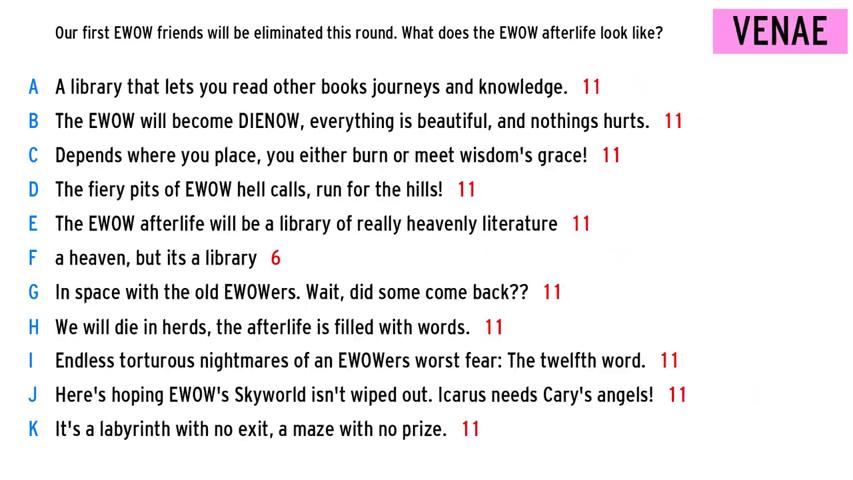 Our first EWOW friends will be eliminated this round. What does the EWOW afterlife look like?
VENAE
A A library that lets you read other books journeys and knowledge. 11
B The EWOW will become DIENOW, everything is beautiful, and nothings hurts. 11
C Depends where you place, you either burn or meet wisdom's grace! 11
D The fiery pits of EWOW hell calls, run for the hills! 11
E The EWOW afterlife will be a library of really heavenly literature 11
F a heaven, but its a library 6
G In space with the old EWOWers. Wait, did some come back?? 11
H We will die in herds, the afterlife is filled with words. 11
I Endless torturous nightmares of an EWOWers worst fear: The twelfth word. 11
J Here's hoping EWOW's Skyworld isn't wiped out. Icarus needs Cary's angels! 11
K It's a labyrinth with no exit, a maze with no prize. 11